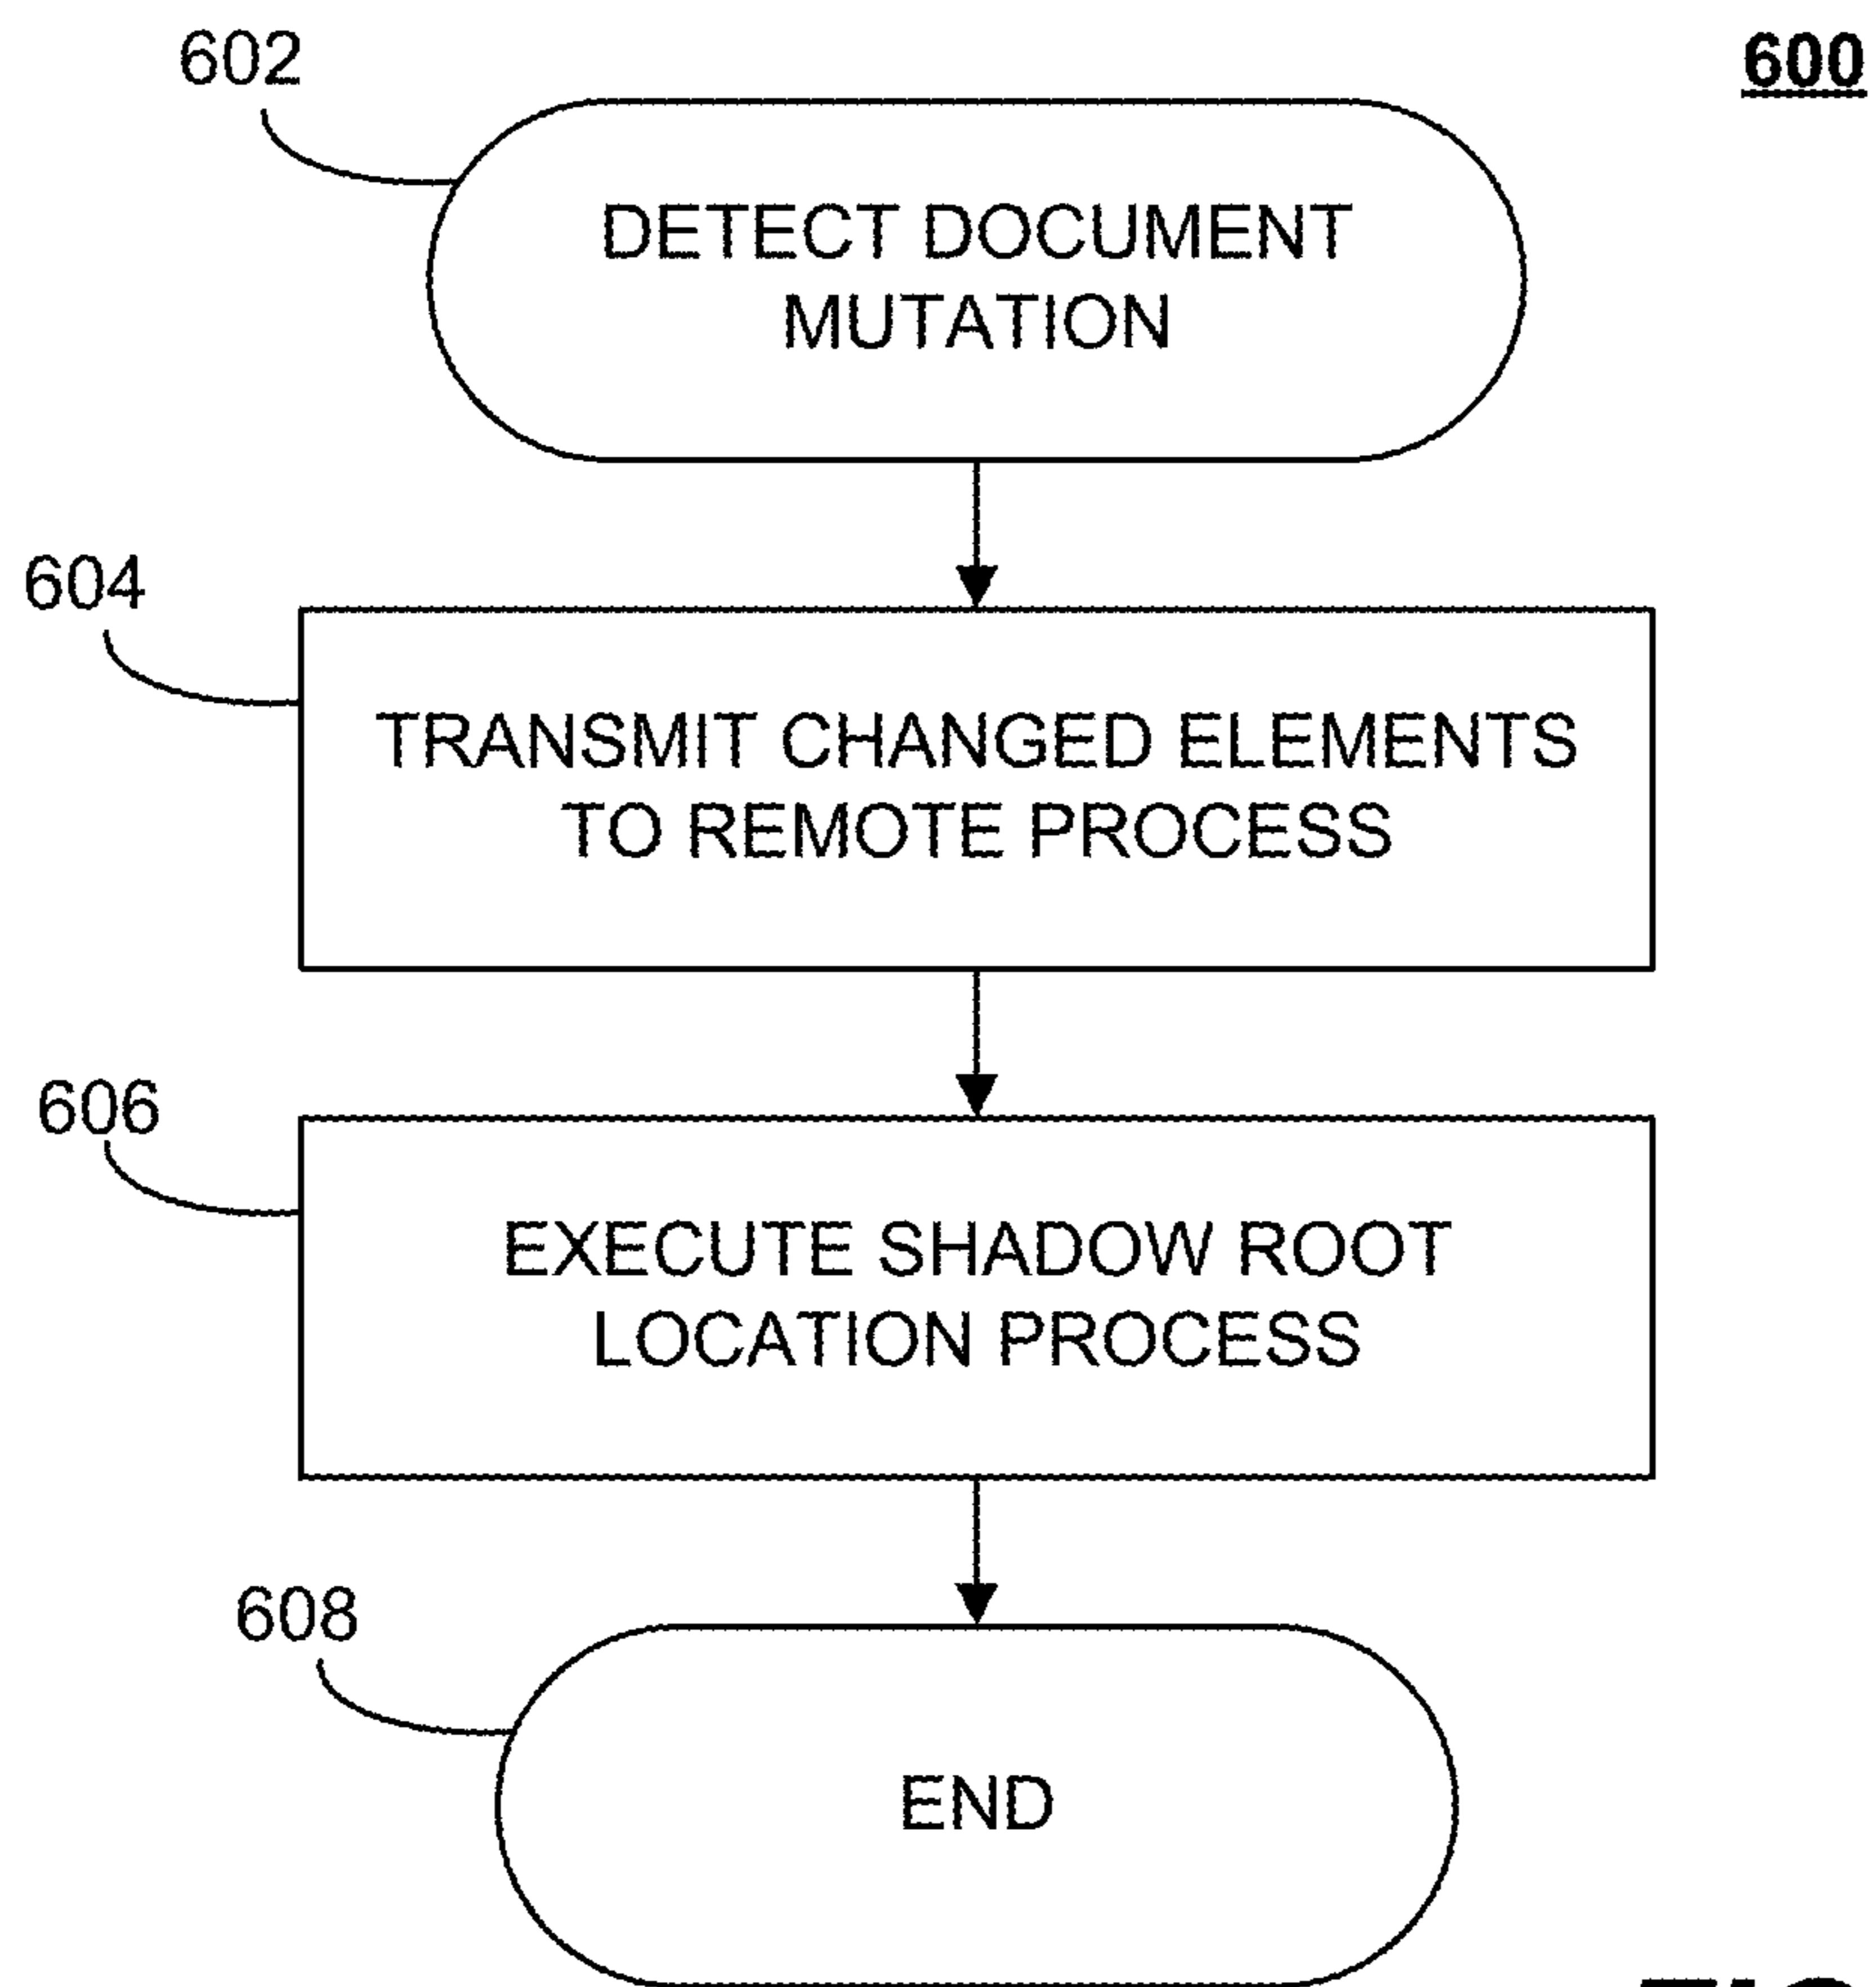 602
600
DETECT DOCUMENT
MUTATION
604
TRANSMIT CHANGED ELEMENTS
TO REMOTE PROCESS
606
EXECUTE SHADOW ROOT
LOCATION PROCESS
608
END